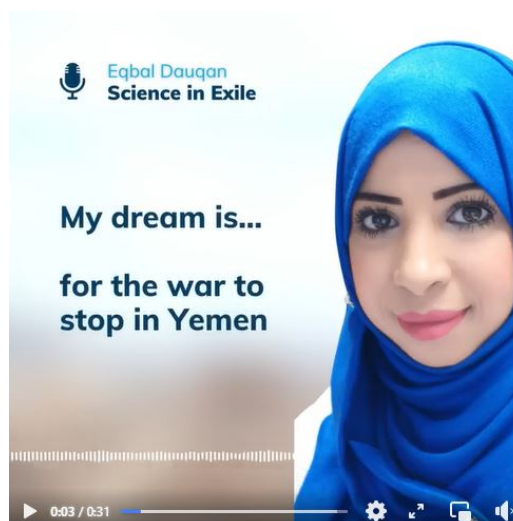 Eqbal Dauqan
Science in Exile
My dream is...
for the war to
stop in Yemen
0:03 / 0:31